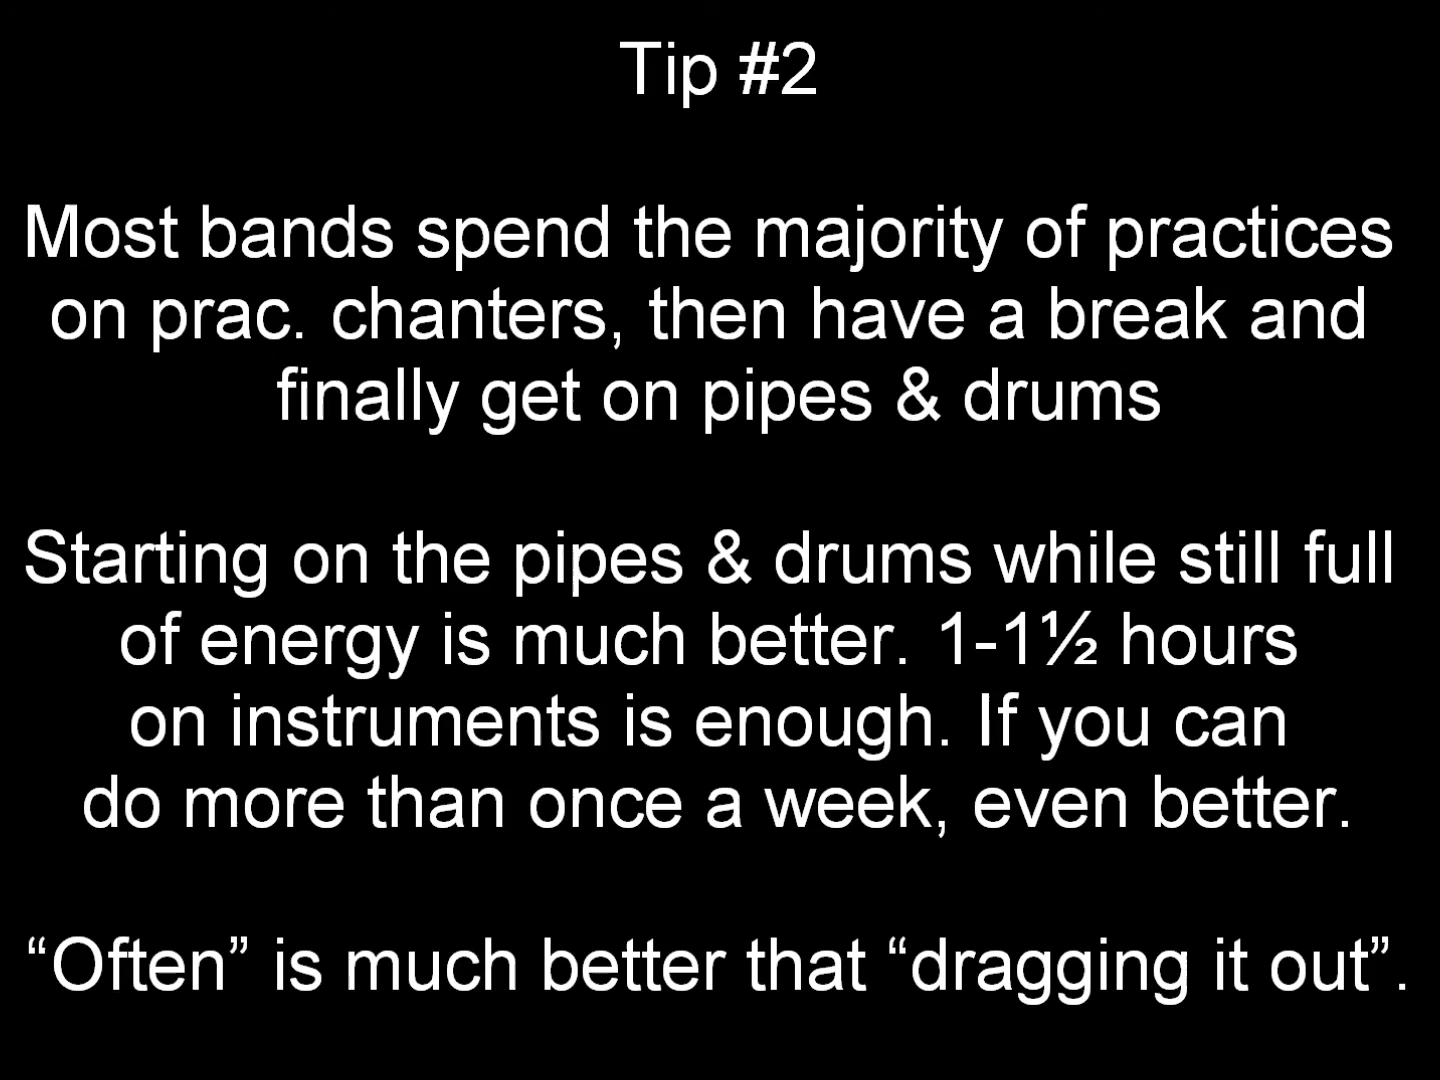 Tip #2
Most bands spend the majority of practices
on prac. chanters, then have a break and
finally get on pipes & drums
Starting on the pipes & drums while still full
of energy is much better. 1-1½ hours
on instruments is enough. If you can
do more than once a week, even better.
“Often” is much better that “dragging it out”.